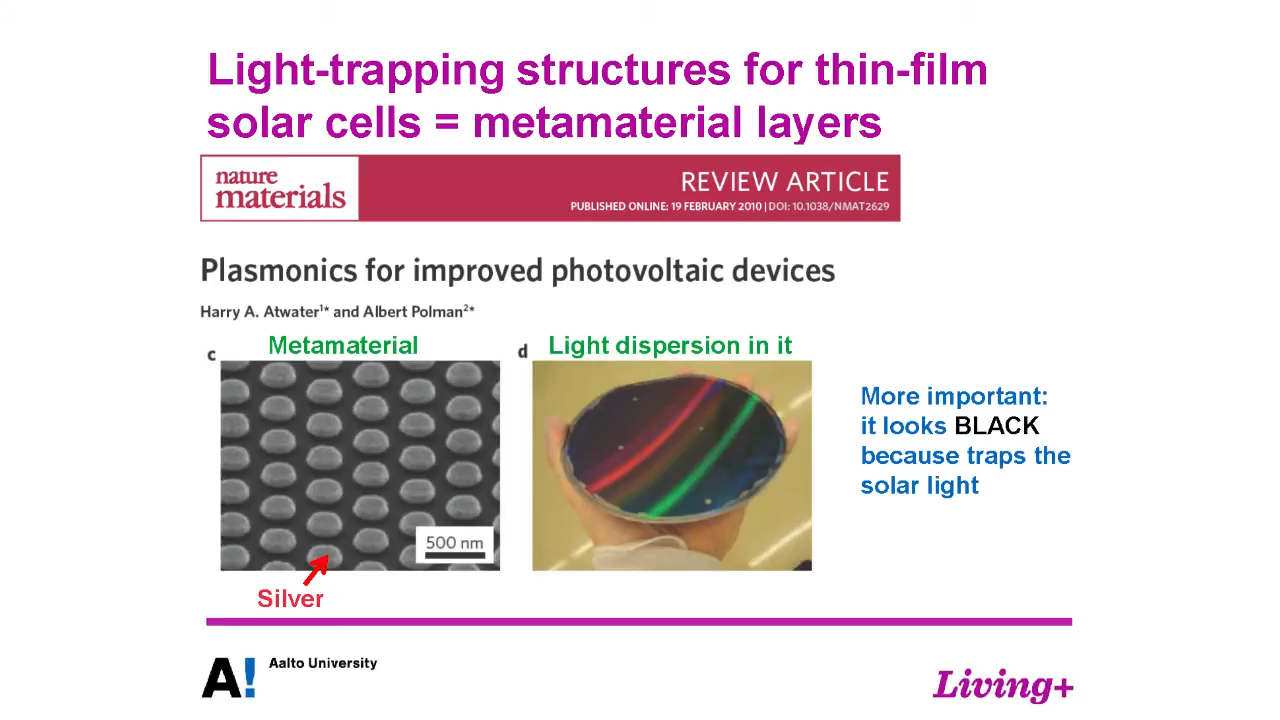 Light-trapping structures for thin-film
solar cells = metamaterial layers
nature
materials
REVIEW ARTICLE
PUBLISHED ONLINE: 19 FEBRUARY 2010 | DOI: 10.1038/NMAT2629
Plasmonics for improved photovoltaic devices
Harry A. Atwater1* and Albert Polman2*
c
Metamaterial
d
Light dispersion in it
500 nm
Silver
More important:
it looks BLACK
because traps the
solar light
A!
Aalto University
Living+